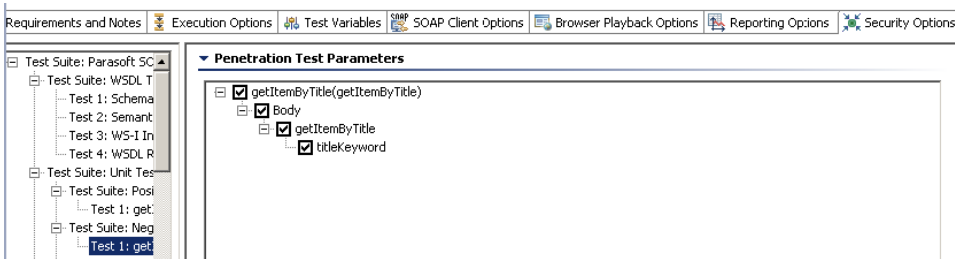 Requirements and Notes Execution Options Test Variables SOAP Client Options Browser Playback Options Reporting Options Security Options
Test Suite: Parasoft SC
Test Suite: WSDL T
Test 1: Schema
Test 2: Semant
Test 3: WS-I In
Test 4: WSDL R
Test Suite: Unit Tes
Test Suite: Posi
Test 1: get
Test Suite: Neg
Test 1: get
Penetration Test Parameters
getItemByTitle(getItemByTitle)
Body
getItemByTitle
titleKeyword